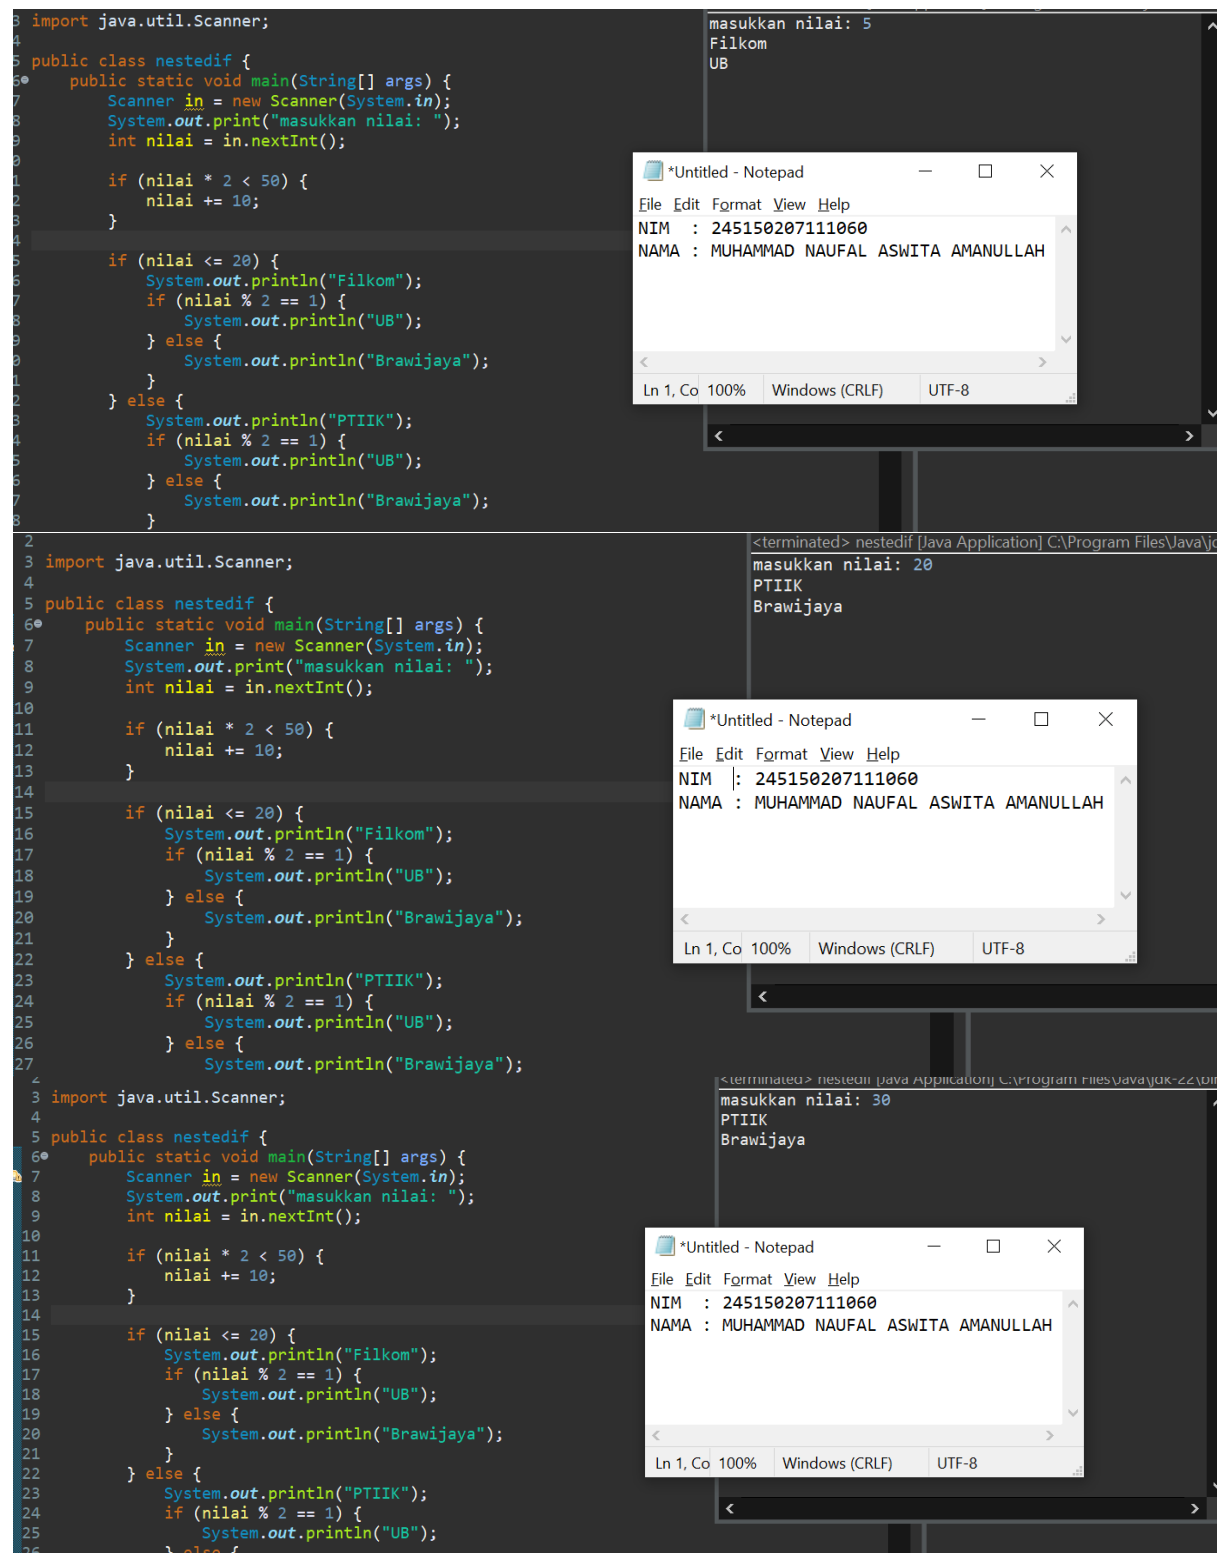 3 import java.util.Scanner;
4
5 public class nestedif {
6 public static void main(String[] args) {
7 Scanner in = new Scanner(System.in);
8 System.out.print("masukkan nilai: ");
9 int nilai = in.nextInt();
0
1 if (nilai * 2 < 50) {
2 nilai += 10;
3 }
4
5 if (nilai <= 20) {
6 System.out.println("Filkom");
7 if (nilai % 2 == 1) {
8 System.out.println("UB");
9 } else {
0 System.out.println("Brawijaya");
1 }
2 } else {
3 System.out.println("PTIIK");
4 if (nilai % 2 == 1) {
5 System.out.println("UB");
6 } else {
7 System.out.println("Brawijaya");
8 }
masukkan nilai: 5
Filkom
UB
*Untitled - Notepad
File Edit Format View Help
NIM : 245150207111060
NAMA : MUHAMMAD NAUFAL ASWITA AMANULLAH
Ln 1, Co 100% Windows (CRLF) UTF-8
2
3 import java.util.Scanner;
4
5 public class nestedif {
6 public static void main(String[] args) {
7 Scanner in = new Scanner(System.in);
8 System.out.print("masukkan nilai: ");
9 int nilai = in.nextInt();
10
11 if (nilai * 2 < 50) {
12 nilai += 10;
13 }
14
15 if (nilai <= 20) {
16 System.out.println("Filkom");
17 if (nilai % 2 == 1) {
18 System.out.println("UB");
19 } else {
20 System.out.println("Brawijaya");
21 }
22 } else {
23 System.out.println("PTIIK");
24 if (nilai % 2 == 1) {
25 System.out.println("UB");
26 } else {
27 System.out.println("Brawijaya");
<terminated> nestedif [Java Application] C:\Program Files\Java\jd
masukkan nilai: 20
PTIIK
Brawijaya
*Untitled - Notepad
File Edit Format View Help
NIM : 245150207111060
NAMA : MUHAMMAD NAUFAL ASWITA AMANULLAH
Ln 1, Co 100% Windows (CRLF) UTF-8
2
3 import java.util.Scanner;
4
5 public class nestedif {
6 public static void main(String[] args) {
7 Scanner in = new Scanner(System.in);
8 System.out.print("masukkan nilai: ");
9 int nilai = in.nextInt();
10
11 if (nilai * 2 < 50) {
12 nilai += 10;
13 }
14
15 if (nilai <= 20) {
16 System.out.println("Filkom");
17 if (nilai % 2 == 1) {
18 System.out.println("UB");
19 } else {
20 System.out.println("Brawijaya");
21 }
22 } else {
23 System.out.println("PTIIK");
24 if (nilai % 2 == 1) {
25 System.out.println("UB");
26 } else {
<terminated> nestedif [Java Application] C:\Program Files\Java\jdk-22\bin
masukkan nilai: 30
PTIIK
Brawijaya
*Untitled - Notepad
File Edit Format View Help
NIM : 245150207111060
NAMA : MUHAMMAD NAUFAL ASWITA AMANULLAH
Ln 1, Co 100% Windows (CRLF) UTF-8